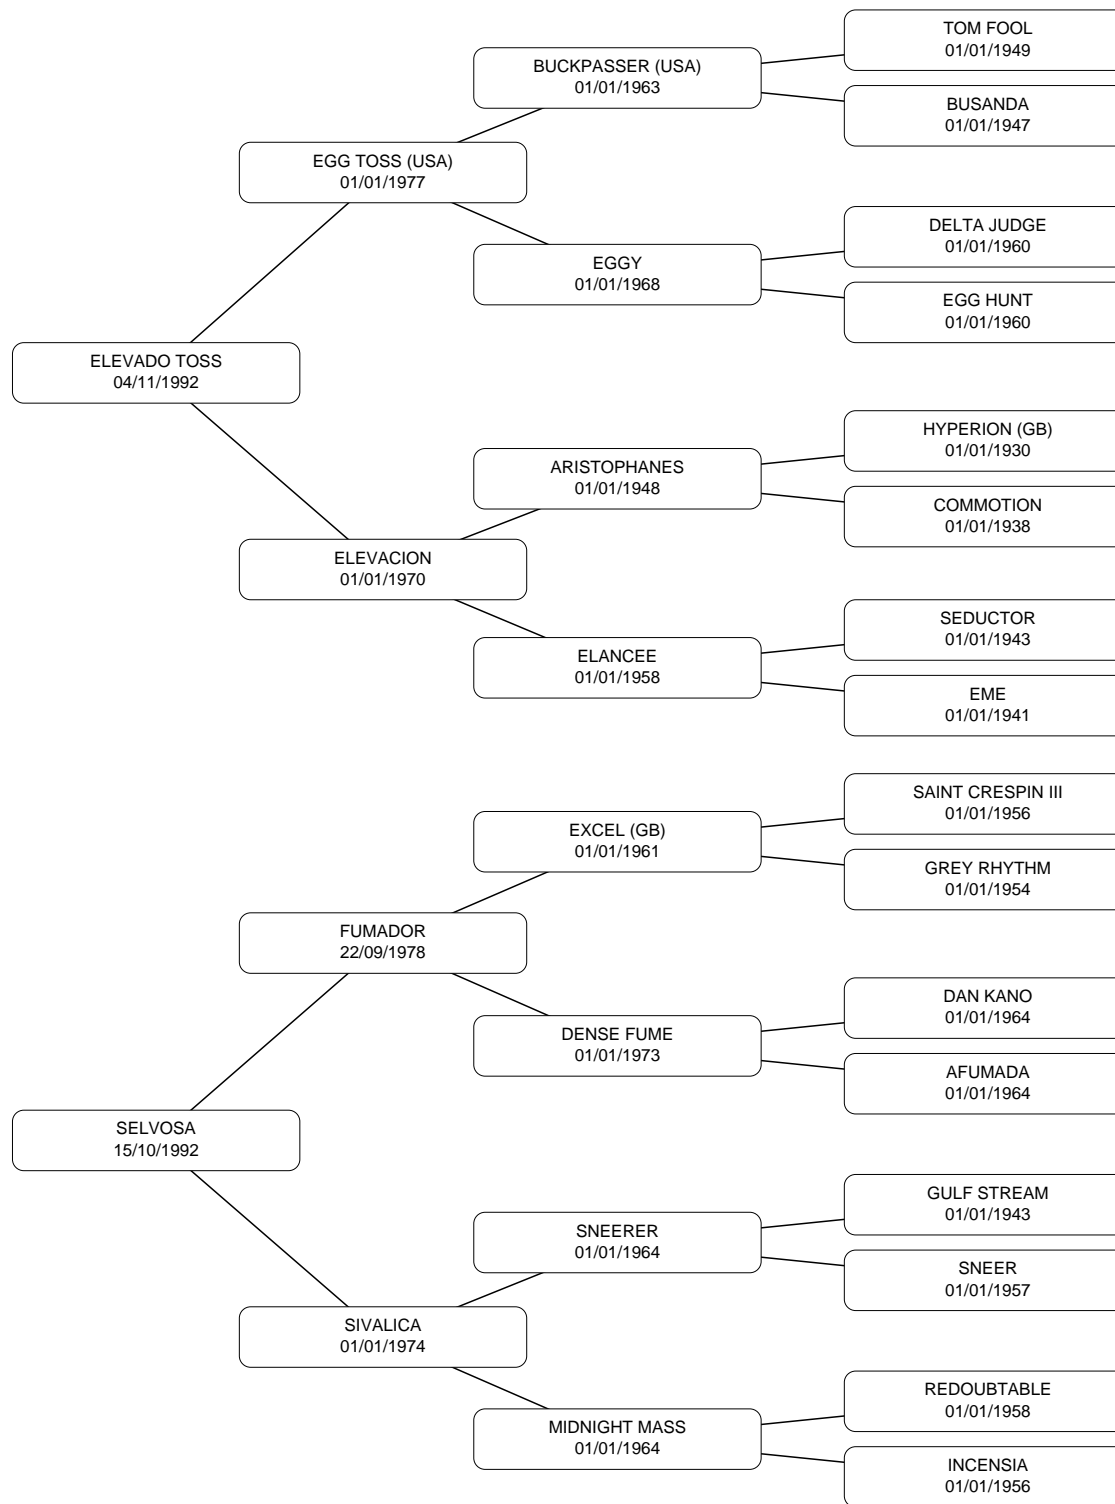 TOM FOOL
01/01/1949
BUCKPASSER (USA)
01/01/1963
BUSANDA
01/01/1947
EGG TOSS (USA)
01/01/1977
DELTA JUDGE
01/01/1960
EGGY
01/01/1968
EGG HUNT
01/01/1960
ELEVADO TOSS
04/11/1992
HYPERION (GB)
01/01/1930
ARISTOPHANES
01/01/1948
COMMOTION
01/01/1938
ELEVACION
01/01/1970
SEDUCTOR
01/01/1943
ELANCEE
01/01/1958
EME
01/01/1941
SAINT CRESPIN III
01/01/1956
EXCEL (GB)
01/01/1961
GREY RHYTHM
01/01/1954
FUMADOR
22/09/1978
DAN KANO
01/01/1964
DENSE FUME
01/01/1973
AFUMADA
01/01/1964
SELVOSA
15/10/1992
GULF STREAM
01/01/1943
SNEERER
01/01/1964
SNEER
01/01/1957
SIVALICA
01/01/1974
REDOUBTABLE
01/01/1958
MIDNIGHT MASS
01/01/1964
INCENSIA
01/01/1956